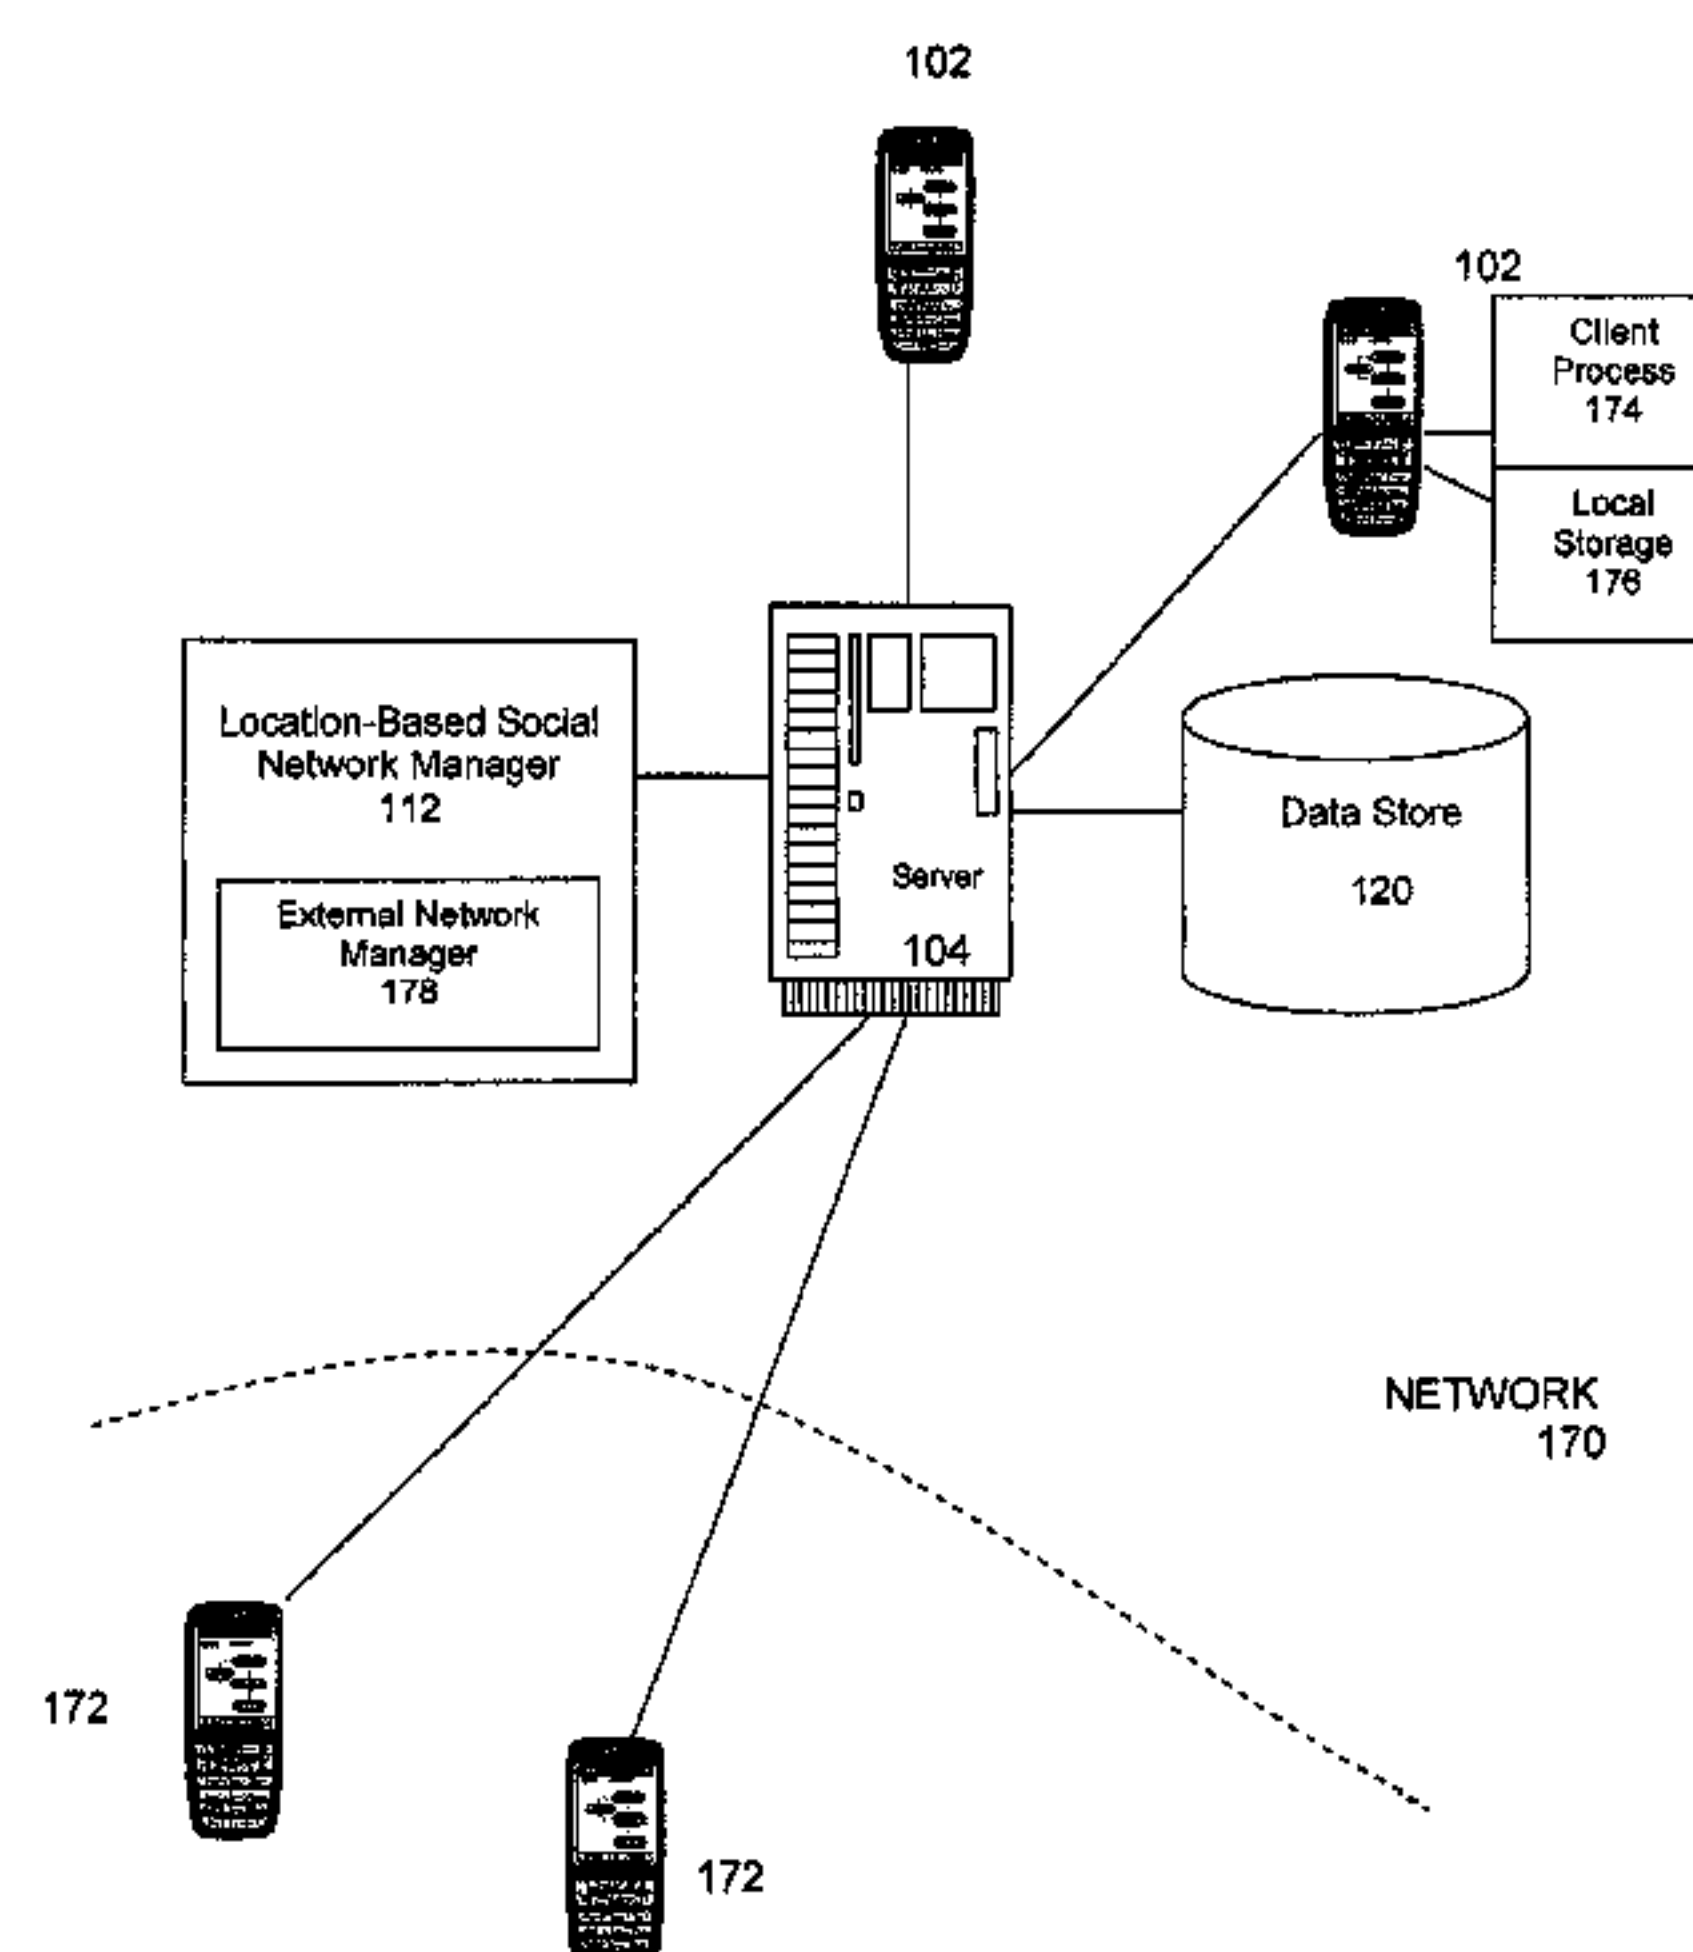 102
102
Client
Process
174
Local
Storage
176
Location-Based Social
Network Manager
112
External Network
Manager
178
Server
104
Data Store
120
NETWORK
170
172
172